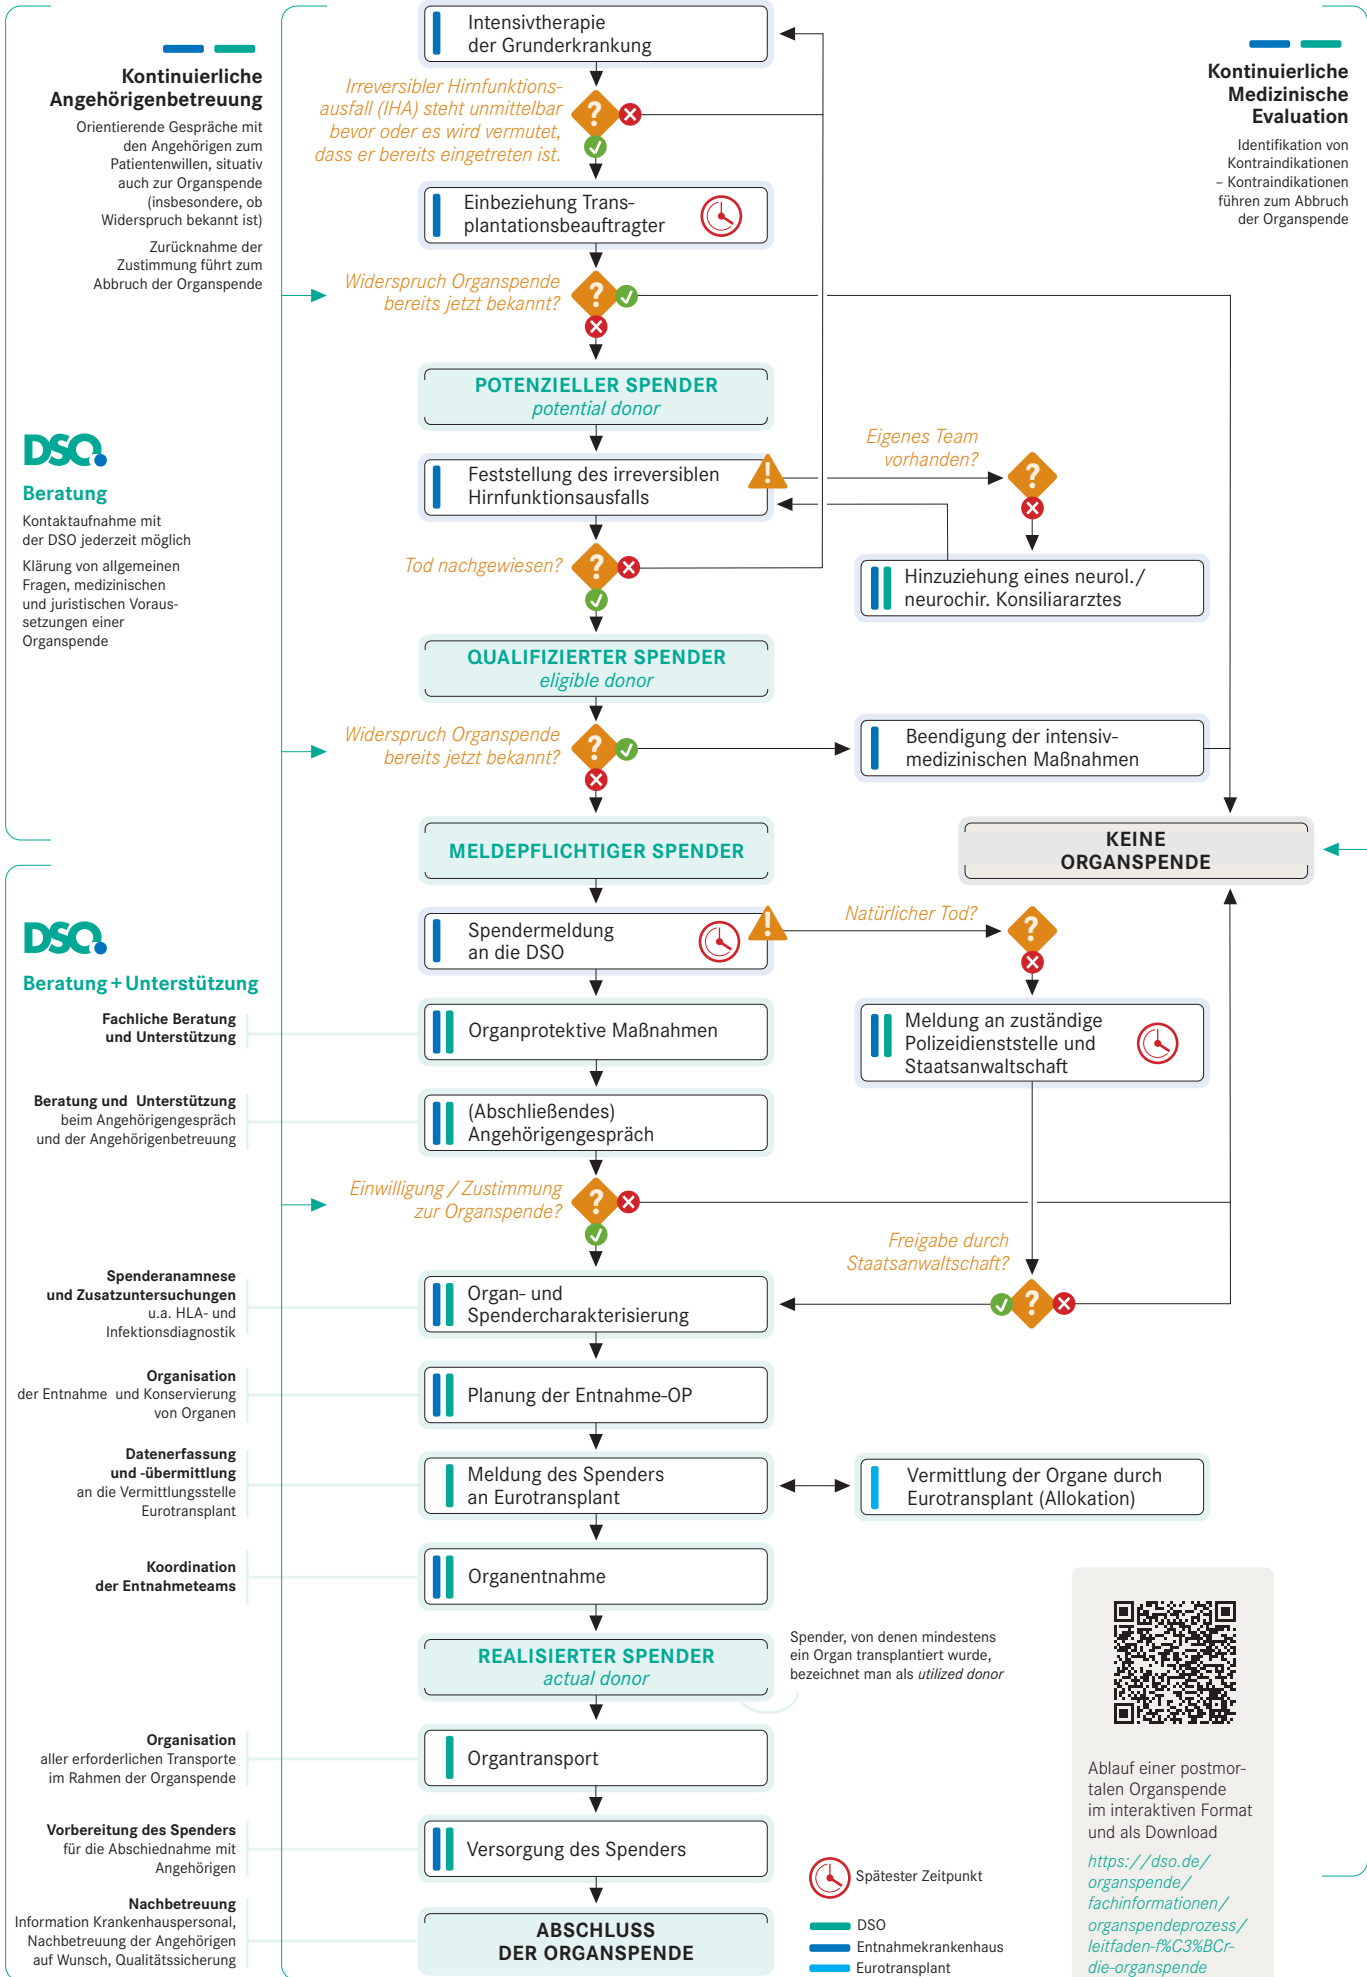 Kontinuierliche
Angehörigenbetreuung
Orientierende Gespräche mit
den Angehörigen zum
Patientenwillen, situativ
auch zur Organspende
(insbesondere, ob
Widerspruch bekannt ist)
Zurücknahme der
Zustimmung führt zum
Abbruch der Organspende
DSO
Beratung
Kontaktaufnahme mit
der DSO jederzeit möglich
Klärung von allgemeinen
Fragen, medizinischen
und juristischen Voraus-
setzungen einer
Organspende
DSO
Beratung + Unterstützung
Fachliche Beratung
und Unterstützung
Beratung und Unterstützung
beim Angehörigengespräch
und der Angehörigenbetreuung
Spenderanamnese
und Zusatzuntersuchungen
u.a. HLA- und
Infektionsdiagnostik
Organisation
der Entnahme und Konservierung
von Organen
Datenerfassung
und -übermittlung
an die Vermittlungsstelle
Eurotransplant
Koordination
der Entnahmeteams
Organisation
aller erforderlichen Transporte
im Rahmen der Organspende
Vorbereitung des Spenders
für die Abschiednahme mit
Angehörigen
Nachbetreuung
Information Krankenhauspersonal,
Nachbetreuung der Angehörigen
auf Wunsch, Qualitätssicherung
Intensivtherapie
der Grunderkrankung
Irreversibler Hirnfunktions-
ausfall (IHA) steht unmittelbar
bevor oder es wird vermutet,
dass er bereits eingetreten ist.
?
Einbeziehung Trans-
plantationsbeauftragter
Widerspruch Organspende
bereits jetzt bekannt?
?
POTENZIELLER SPENDER
potential donor
Feststellung des irreversiblen
Hirnfunktionsausfalls
!
Eigenes Team
vorhanden?
?
Hinzuziehung eines neurol./
neurochir. Konsiliararztes
Tod nachgewiesen?
?
QUALIFIZIERTER SPENDER
eligible donor
Widerspruch Organspende
bereits jetzt bekannt?
?
Beendigung der intensiv-
medizinischen Maßnahmen
MELDEPFLICHTIGER SPENDER
KEINE
ORGANSPENDE
Spendermeldung
an die DSO
!
Natürlicher Tod?
?
Meldung an zuständige
Polizeidienststelle und
Staatsanwaltschaft
Organprotektive Maßnahmen
(Abschließendes)
Angehörigengespräch
Einwilligung / Zustimmung
zur Organspende?
?
Freigabe durch
Staatsanwaltschaft?
?
Organ- und
Spendercharakterisierung
Planung der Entnahme-OP
Meldung des Spenders
an Eurotransplant
Vermittlung der Organe durch
Eurotransplant (Allokation)
Organentnahme
REALISIERTER SPENDER
actual donor
Spender, von denen mindestens
ein Organ transplantiert wurde,
bezeichnet man als utilized donor
Organtransport
Versorgung des Spenders
ABSCHLUSS
DER ORGANSPENDE
Spätester Zeitpunkt
DSO
Entnahmekrankenhaus
Eurotransplant
Kontinuierliche
Medizinische
Evaluation
Identifikation von
Kontraindikationen
– Kontraindikationen
führen zum Abbruch
der Organspende
Ablauf einer postmor-
talen Organspende
im interaktiven Format
und als Download
https://dso.de/
organspende/
fachinformationen/
organspendeprozess/
leitfaden-f%C3%BCr-
die-organspende